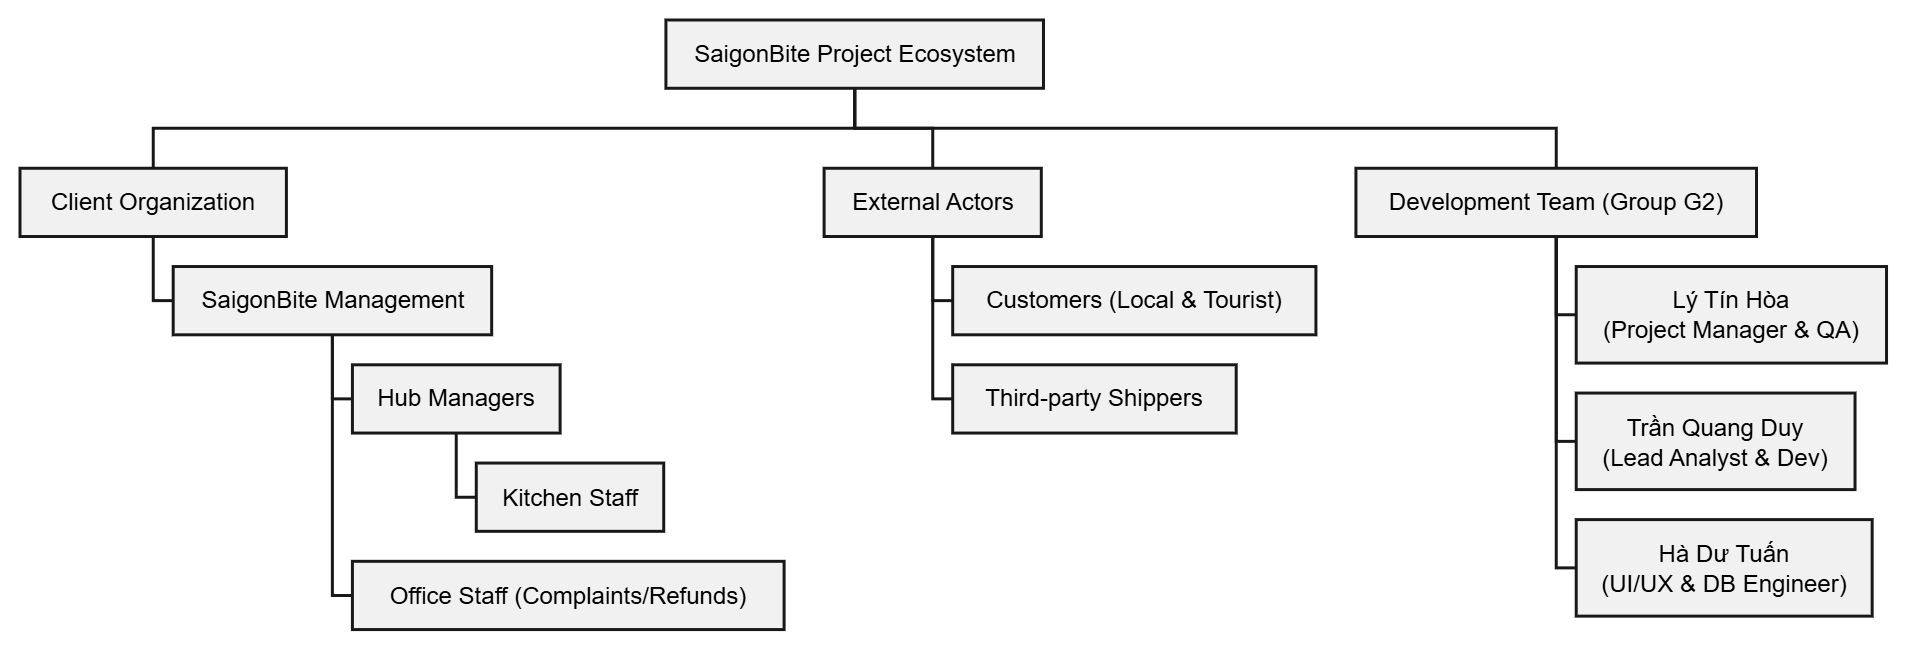 SaigonBite Project Ecosystem
Client Organization
SaigonBite Management
Hub Managers
Kitchen Staff
Office Staff (Complaints/Refunds)
External Actors
Customers (Local & Tourist)
Third-party Shippers
Development Team (Group G2)
Lý Tín Hòa
(Project Manager & QA)
Trần Quang Duy
(Lead Analyst & Dev)
Hà Dư Tuấn
(UI/UX & DB Engineer)